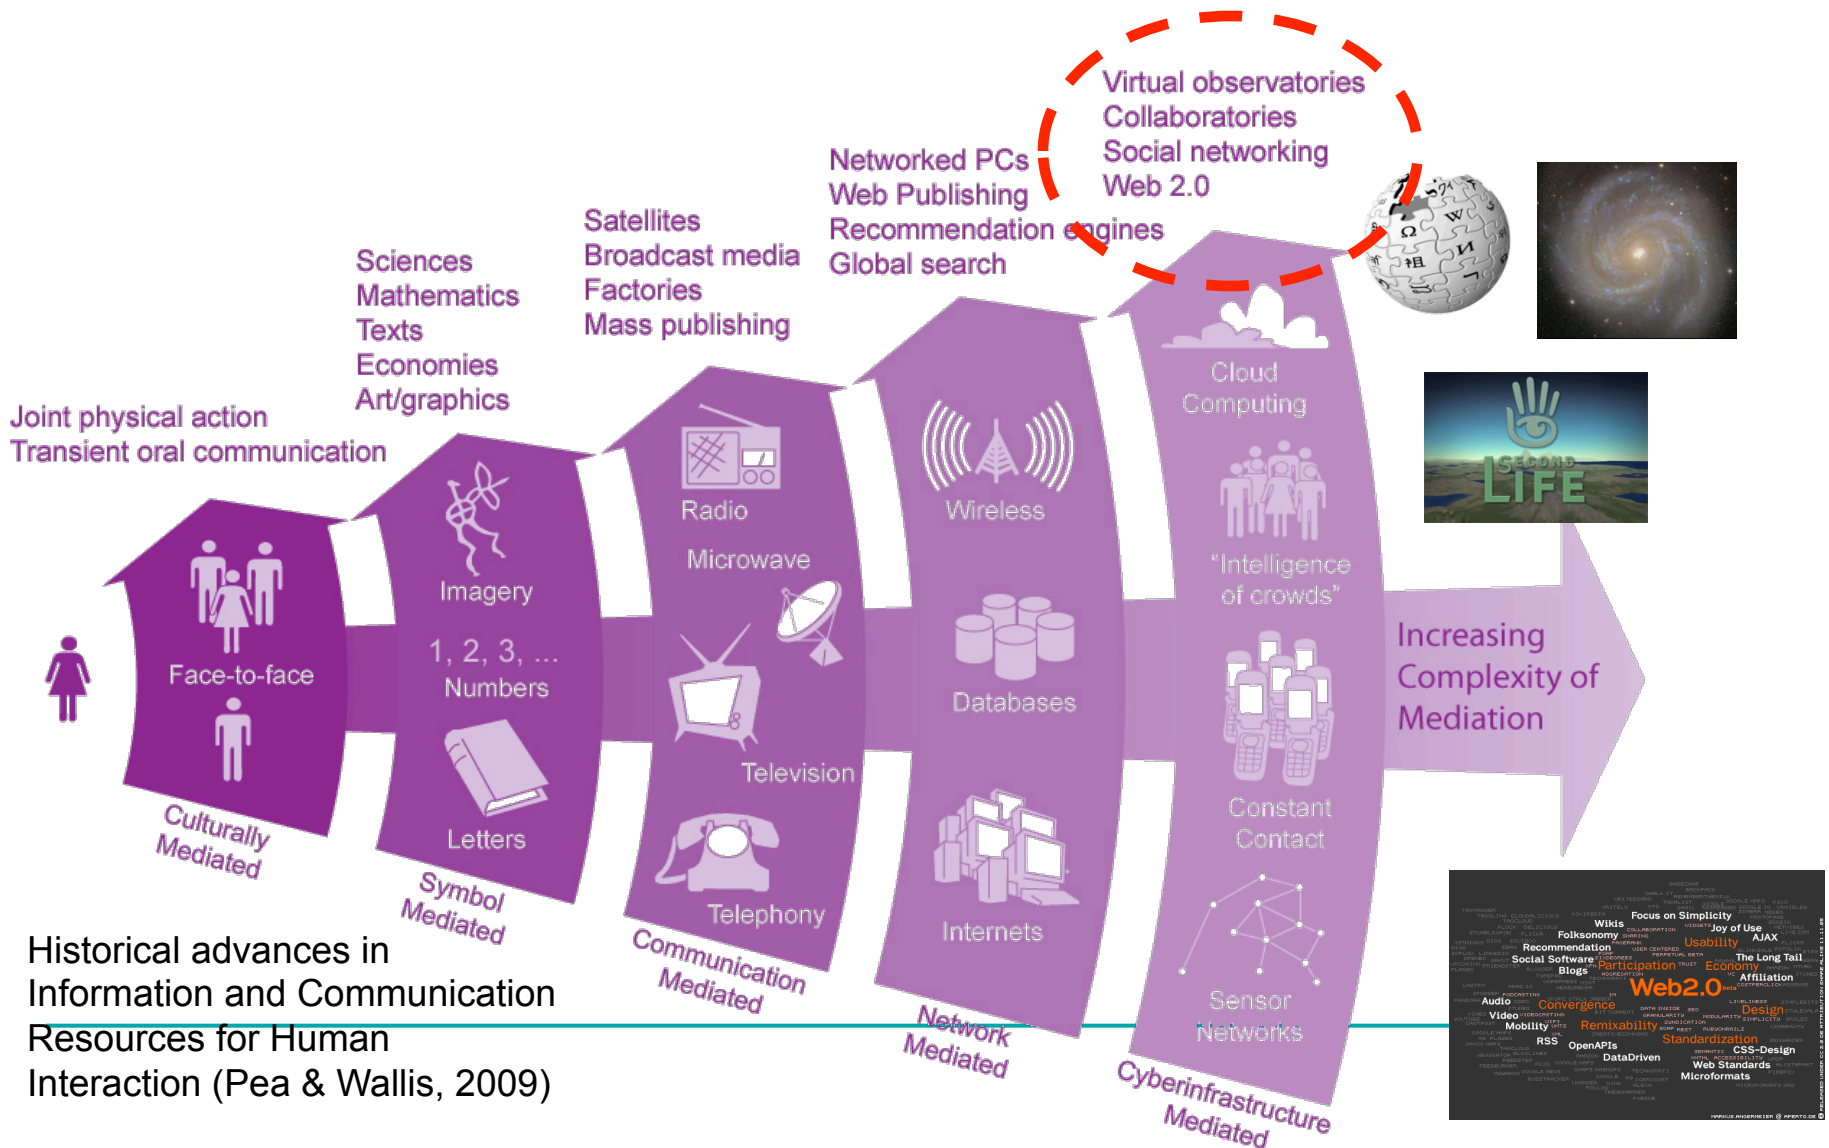 Virtual observatories
Collaboratories
Social networking
Web 2.0
Networked PCs
Web Publishing
Recommendation engines
Global search
Satellites
Broadcast media
Factories
Mass publishing
Sciences
Mathematics
Texts
Economies
Art/graphics
Joint physical action
Transient oral communication
Face-to-face
Culturally
Mediated
Imagery
1, 2, 3, ...
Numbers
Letters
Symbol
Mediated
Radio
Microwave
Television
Telephony
Communication
Mediated
Wireless
Databases
Internets
Network
Mediated
Cloud
Computing
"Intelligence
of crowds"
Constant
Contact
Sensor
Networks
Cyberinfrastructure
Mediated
Increasing
Complexity of
Mediation
W
Ω
И
祖
SECOND
LIFE
Historical advances in
Information and Communication
Resources for Human
Interaction (Pea & Wallis, 2009)
Focus on Simplicity
Wikis
Joy of Use
Folksonomy
AJAX
Recommendation
Usability
Social Software
The Long Tail
Blogs
Participation
Economy
Affiliation
Web2.0
Audio
Convergence
Design
Video
Mobility
Remixability
Standardization
RSS
OpenAPIs
CSS-Design
DataDriven
Web Standards
Microformats
MARKUS ANGERMEIER @ APERTO.DE